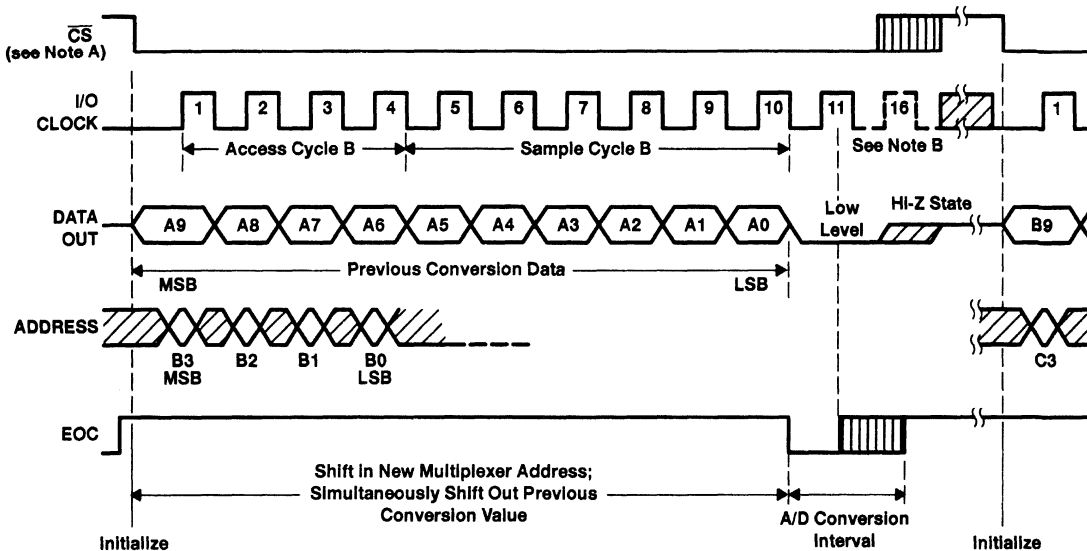 CS
(see Note A)
I/O
CLOCK
1 2 3 4 5 6 7 8 9 10 11 16 1
Access Cycle B
Sample Cycle B
See Note B
DATA
OUT
A9 A8 A7 A6 A5 A4 A3 A2 A1 A0
Low
Level
HI-Z State
B9
Previous Conversion Data
MSB
LSB
ADDRESS
B3 B2 B1 B0
MSB LSB
C3
EOC
Shift in New Multiplexer Address;
Simultaneously Shift Out Previous
Conversion Value
A/D Conversion
Interval
Initialize
Initialize